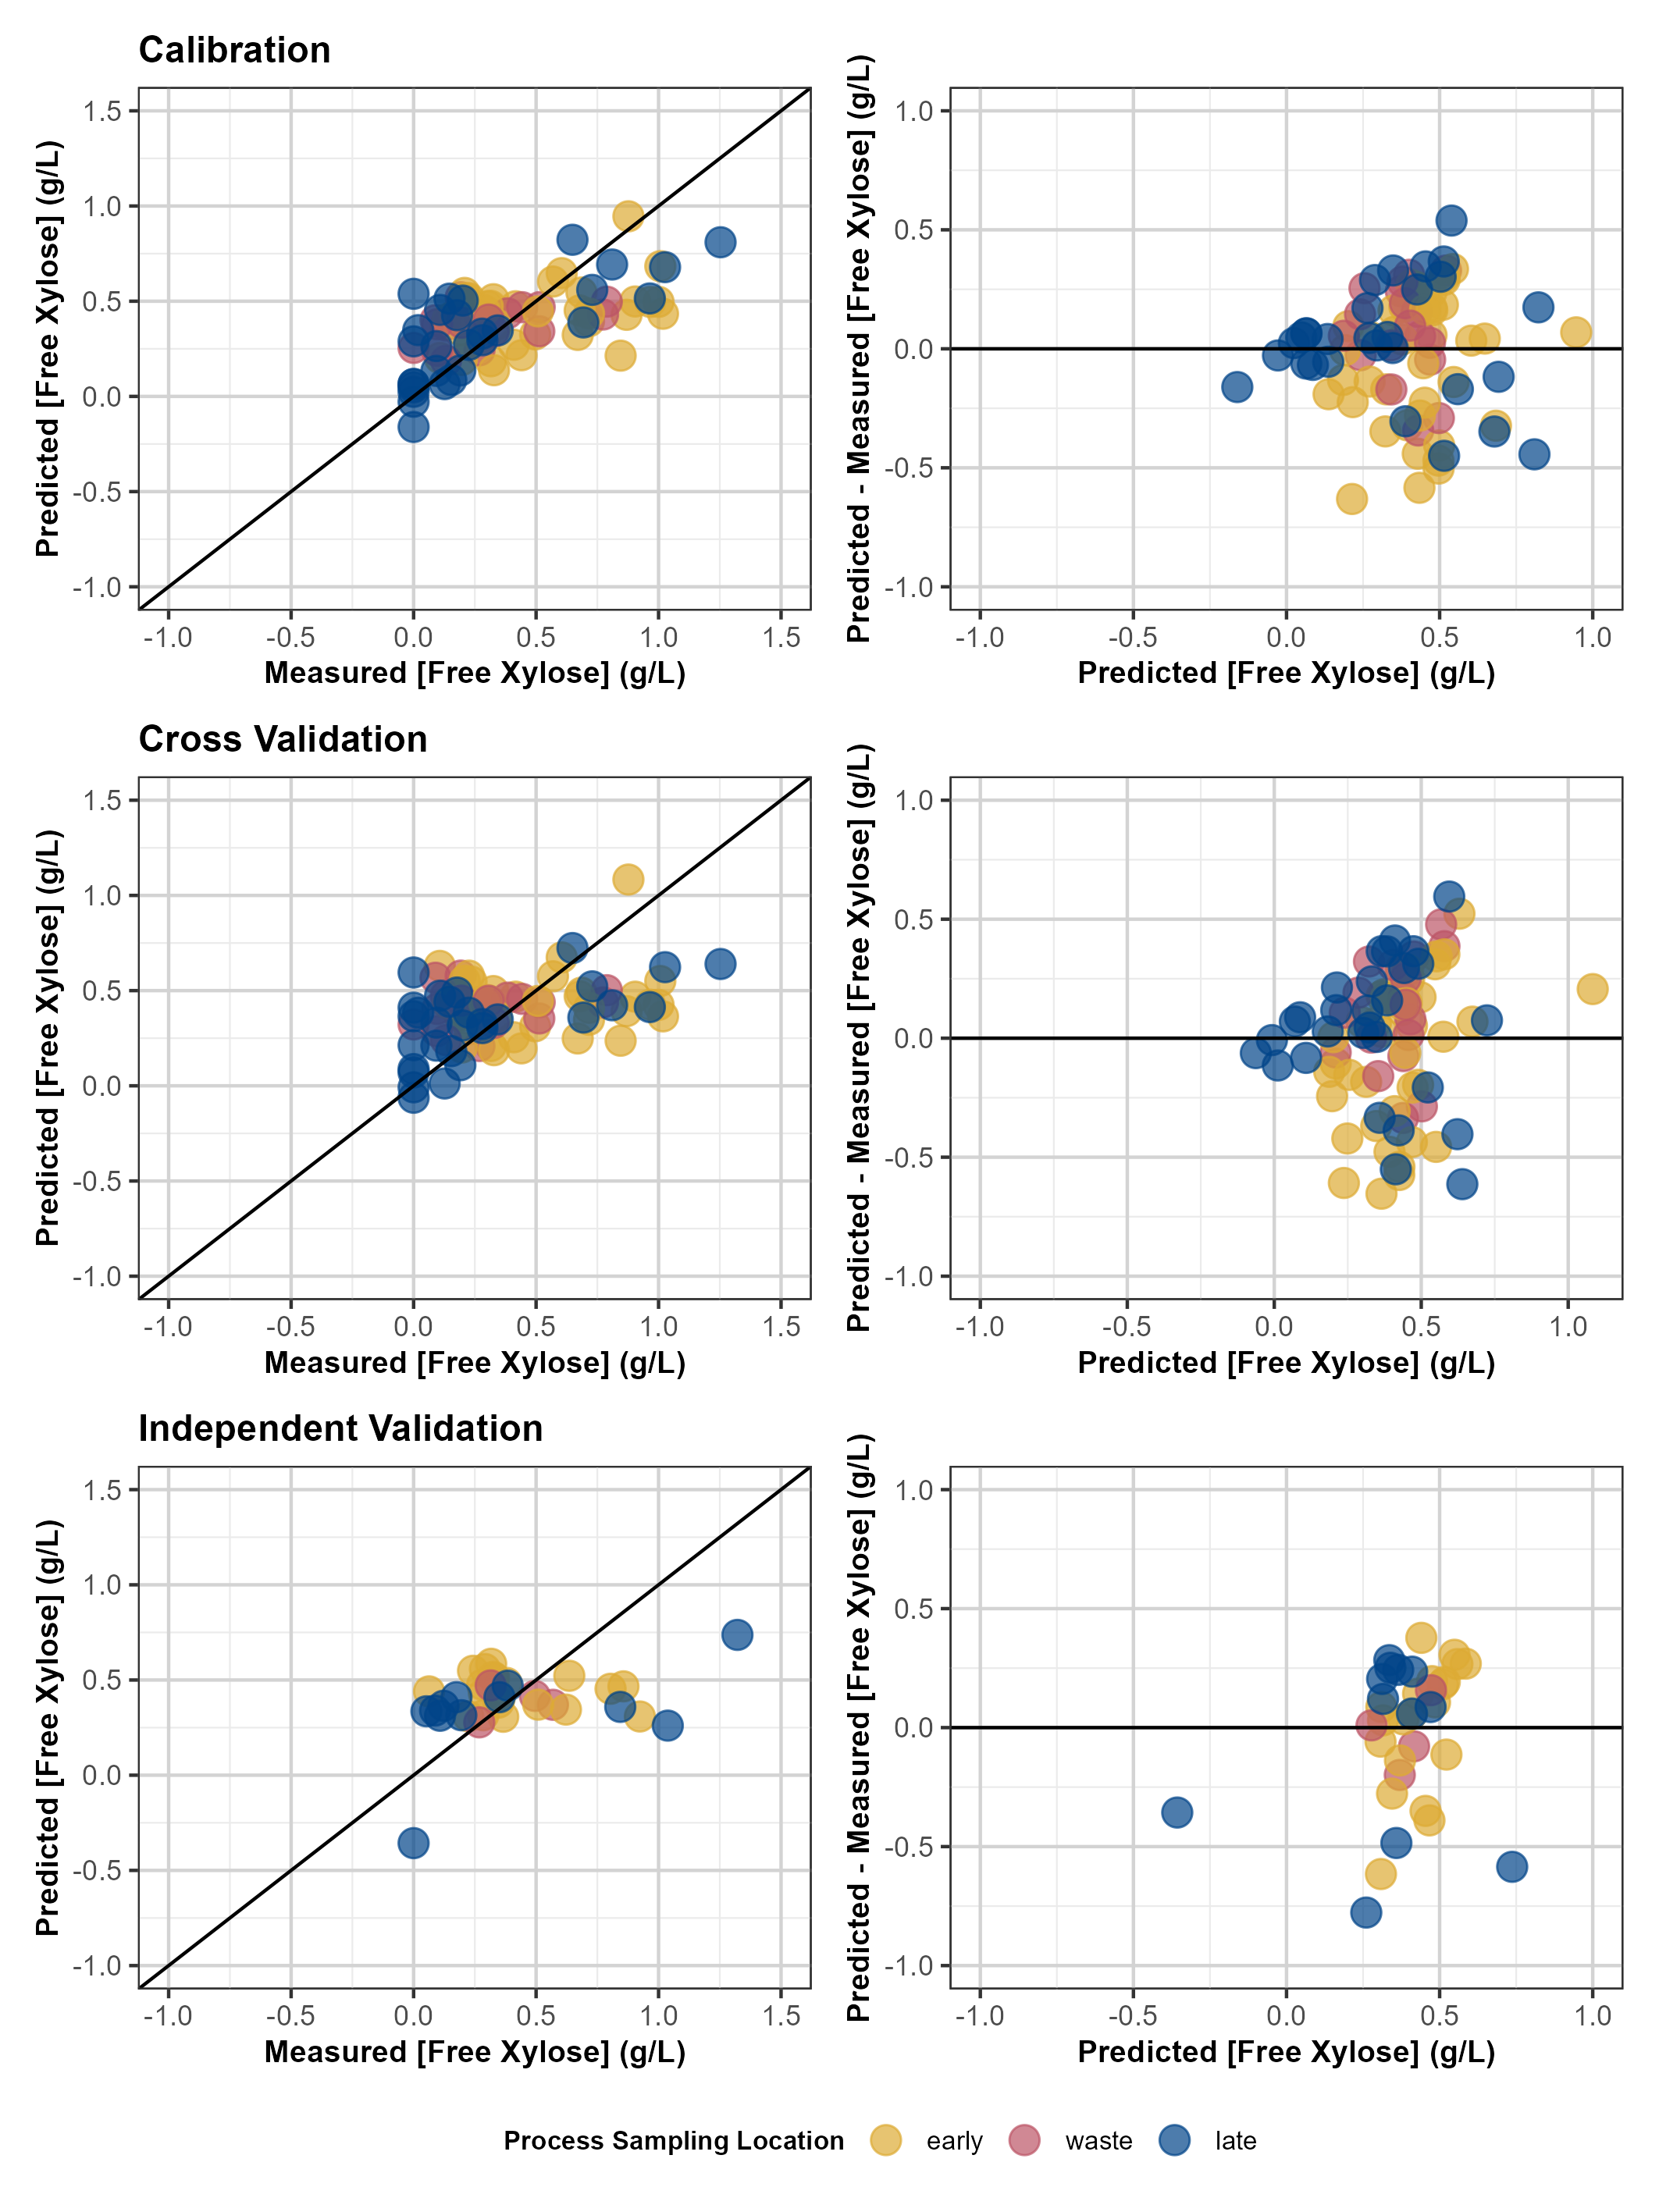 Calibration
Predicted [Free Xylose] (g/L)
1.5
1.0
0.5
0.0
-0.5
-1.0
-1.0 -0.5 0.0 0.5 1.0 1.5
Measured [Free Xylose] (g/L)
Predicted - Measured [Free Xylose] (g/L)
1.0
0.5
0.0
-0.5
-1.0
-1.0 -0.5 0.0 0.5 1.0
Predicted [Free Xylose] (g/L)
Cross Validation
Predicted [Free Xylose] (g/L)
1.5
1.0
0.5
0.0
-0.5
-1.0
-1.0 -0.5 0.0 0.5 1.0 1.5
Measured [Free Xylose] (g/L)
Predicted - Measured [Free Xylose] (g/L)
1.0
0.5
0.0
-0.5
-1.0
-1.0 -0.5 0.0 0.5 1.0
Predicted [Free Xylose] (g/L)
Independent Validation
Predicted [Free Xylose] (g/L)
1.5
1.0
0.5
0.0
-0.5
-1.0
-1.0 -0.5 0.0 0.5 1.0 1.5
Measured [Free Xylose] (g/L)
Predicted - Measured [Free Xylose] (g/L)
1.0
0.5
0.0
-0.5
-1.0
-1.0 -0.5 0.0 0.5 1.0
Predicted [Free Xylose] (g/L)
Process Sampling Location early waste late